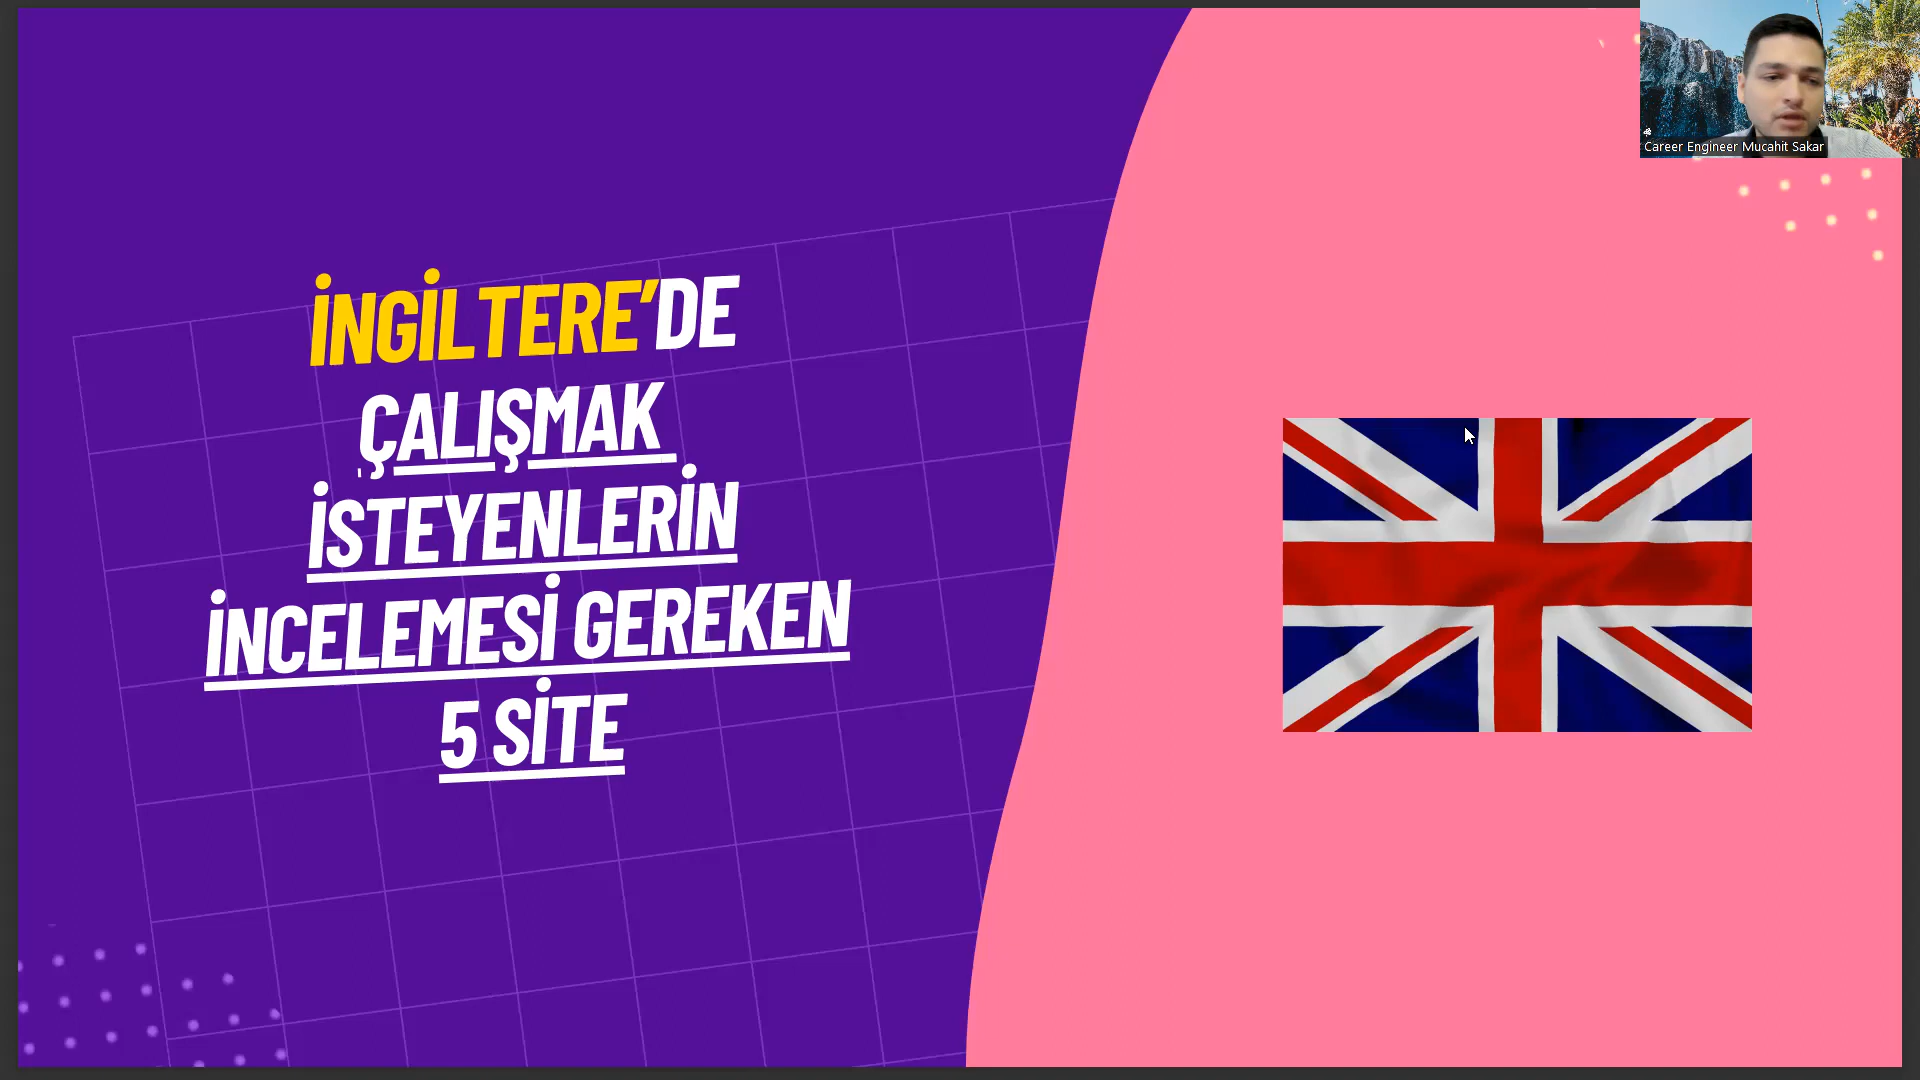 İNGİLTERE'DE
ÇALIŞMAK
İSTEYENLERİN
İNCELEMESİ GEREKEN
5 SİTE
Career Engineer Mucahit Sakar